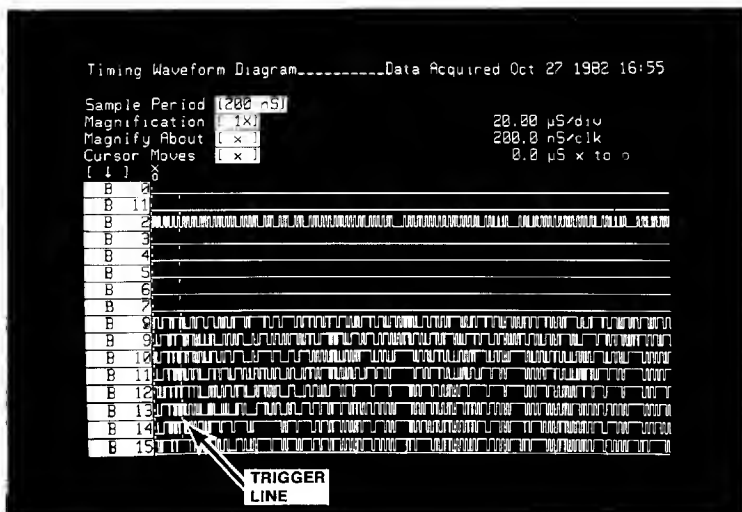 Timing Waveform Diagram__________Data Acquired Oct 27 1982 16:55
Sample Period [200 nS]
Magnification [ 1X] 20.00 µS/div
Magnify About [ x ] 200.0 nS/clk
Cursor Moves [ x ] 0.0 µS x to o
[ ↓ ] x
o
B 0
B 11
B 2
B 3
B 4
B 5
B 6
B 7
B 8
B 9
B 10
B 11
B 12
B 13
B 14
B 15
TRIGGER
LINE